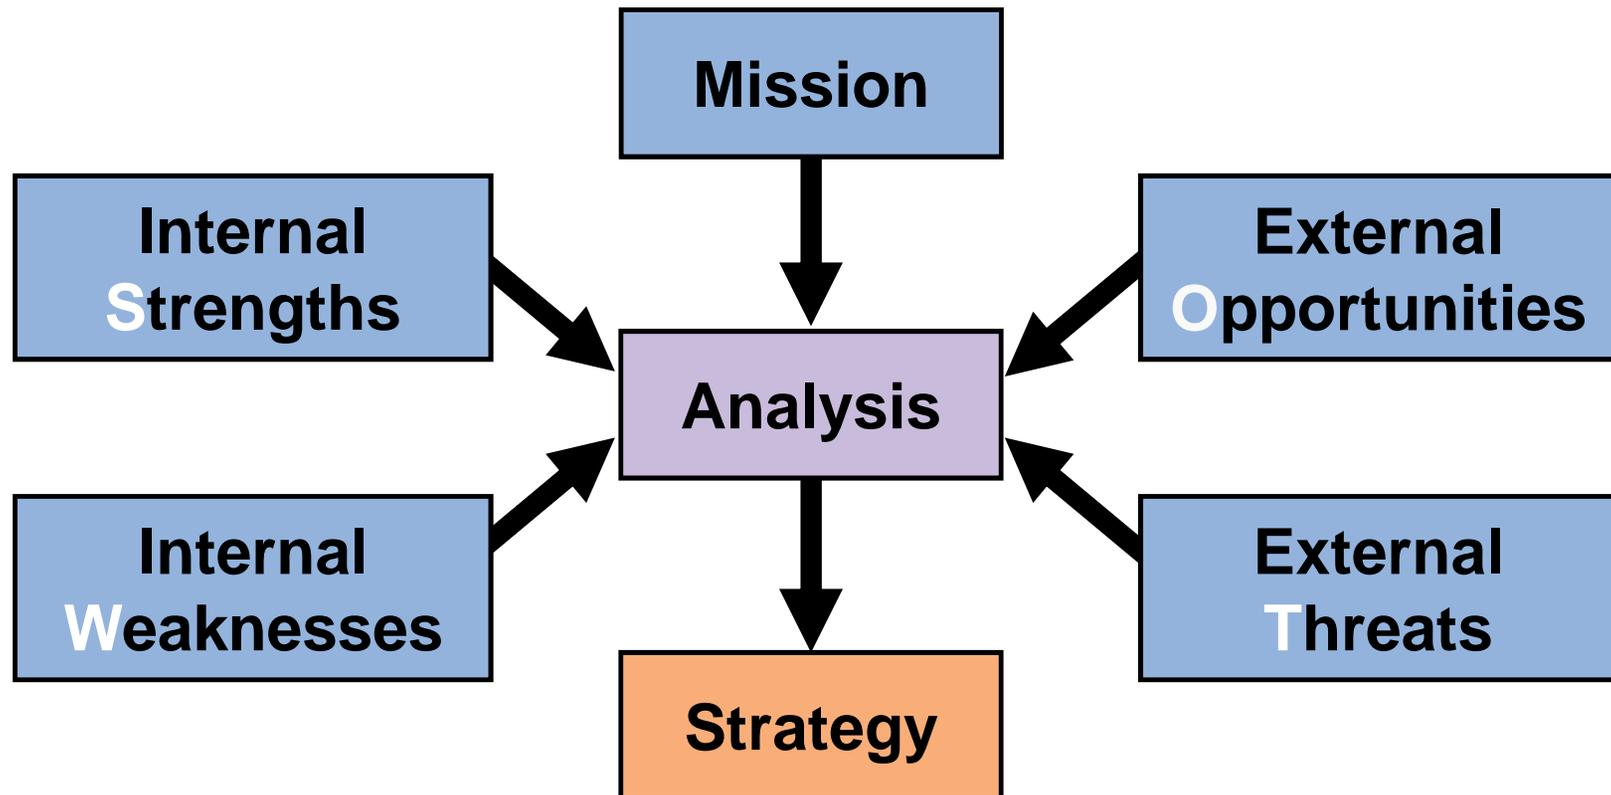 Mission
Internal
Strengths
External
Opportunities
Analysis
Internal
Weaknesses
External
Threats
Strategy